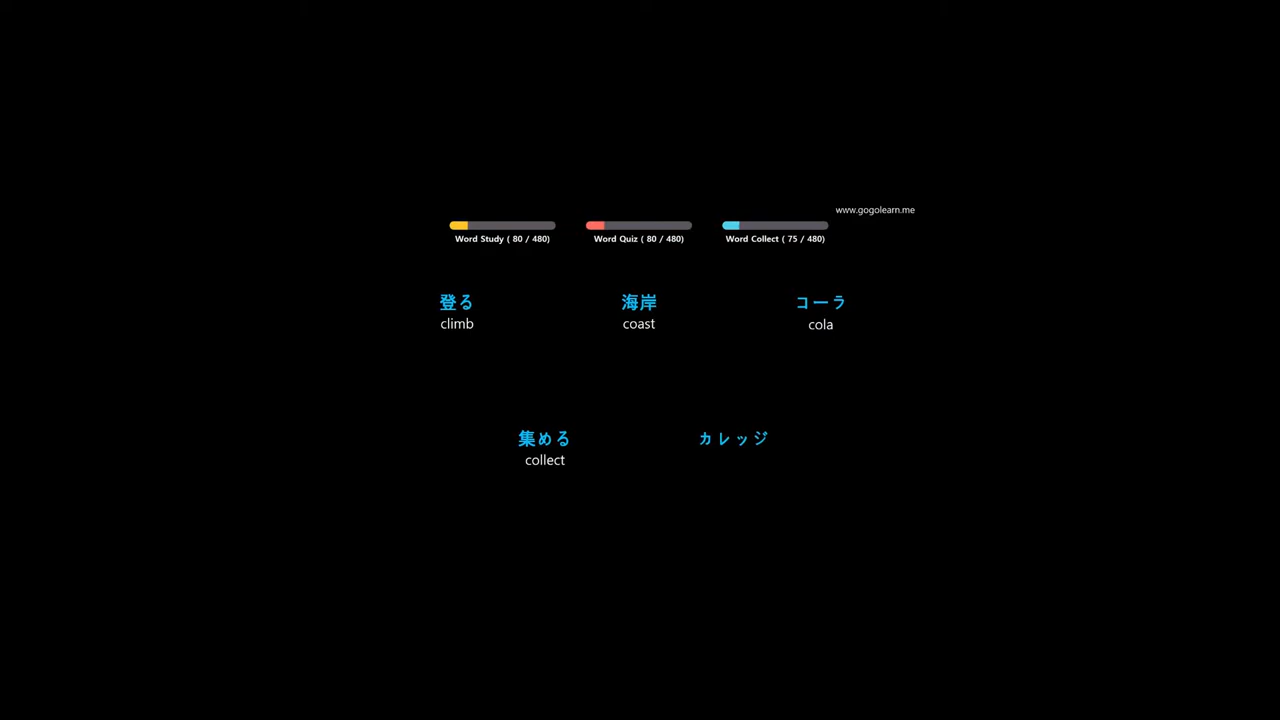 www.gogolearn.me
Word Study ( 80 / 480) Word Quiz ( 80 / 480) Word Collect ( 75 / 480)
登る 海岸 コーラ
climb coast cola
集める カレッジ
collect